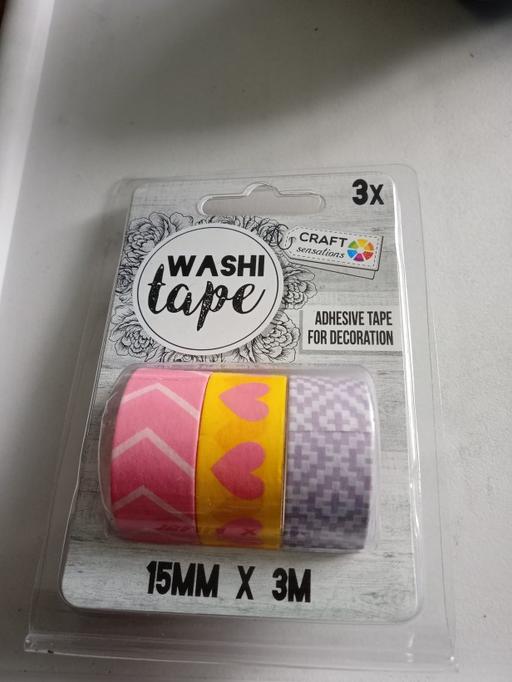 3X
CRAFT
sensations
WASHI
tape
ADHESIVE TAPE
FOR DECORATION
15MM X 3M